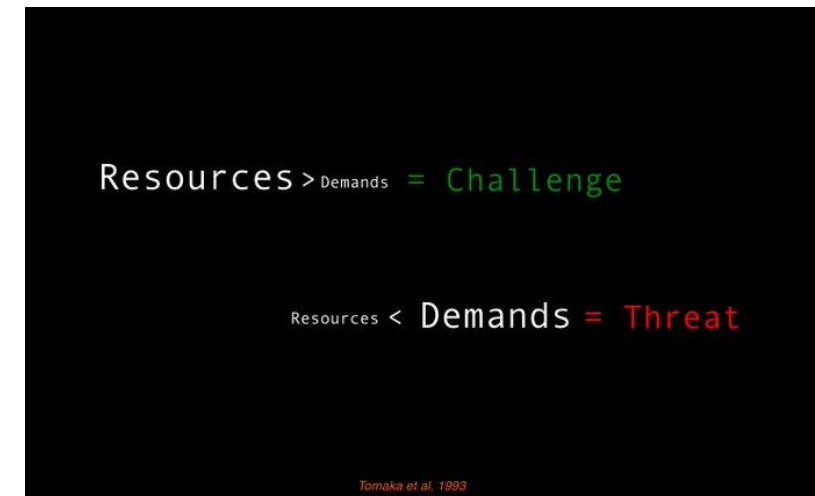 Resources > Demands = Challenge
Resources < Demands = Threat
Tomaka et al, 1993